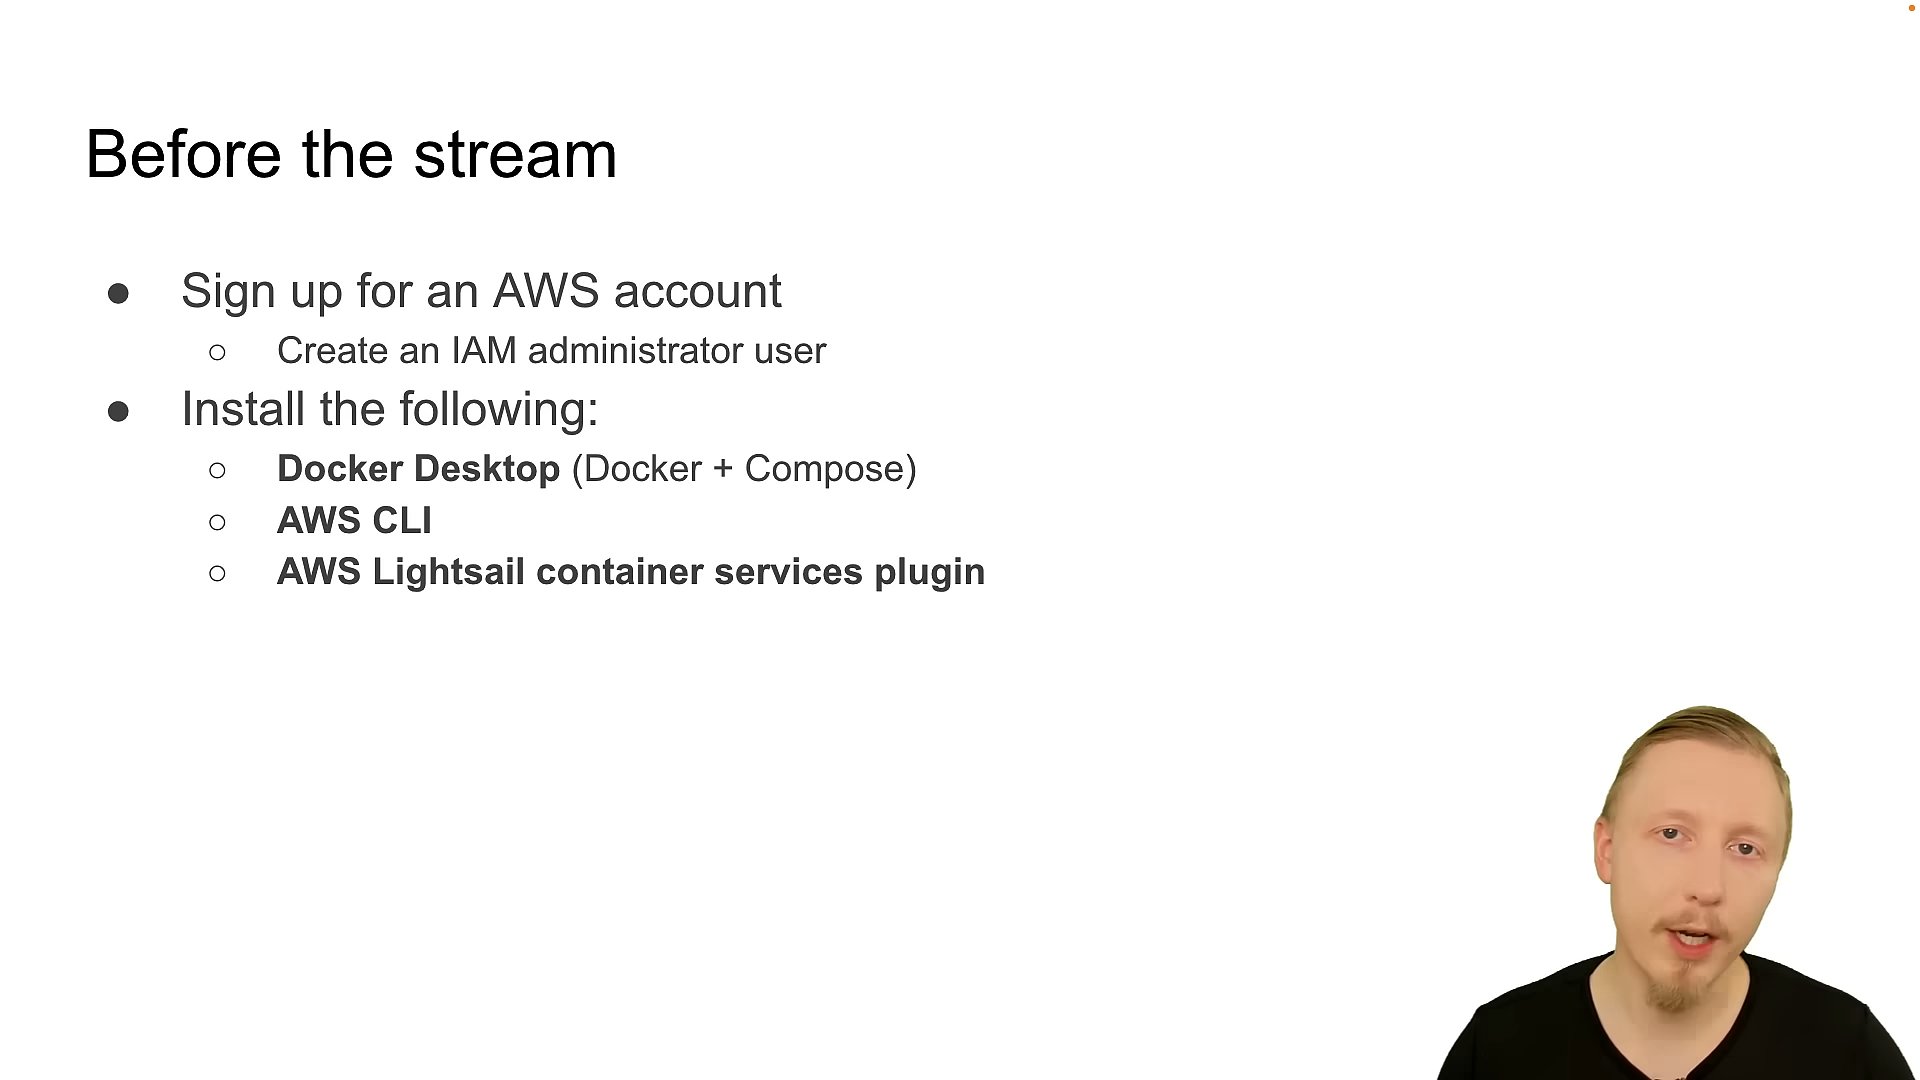 Before the stream
● Sign up for an AWS account
○ Create an IAM administrator user
● Install the following:
○ Docker Desktop (Docker + Compose)
○ AWS CLI
○ AWS Lightsail container services plugin